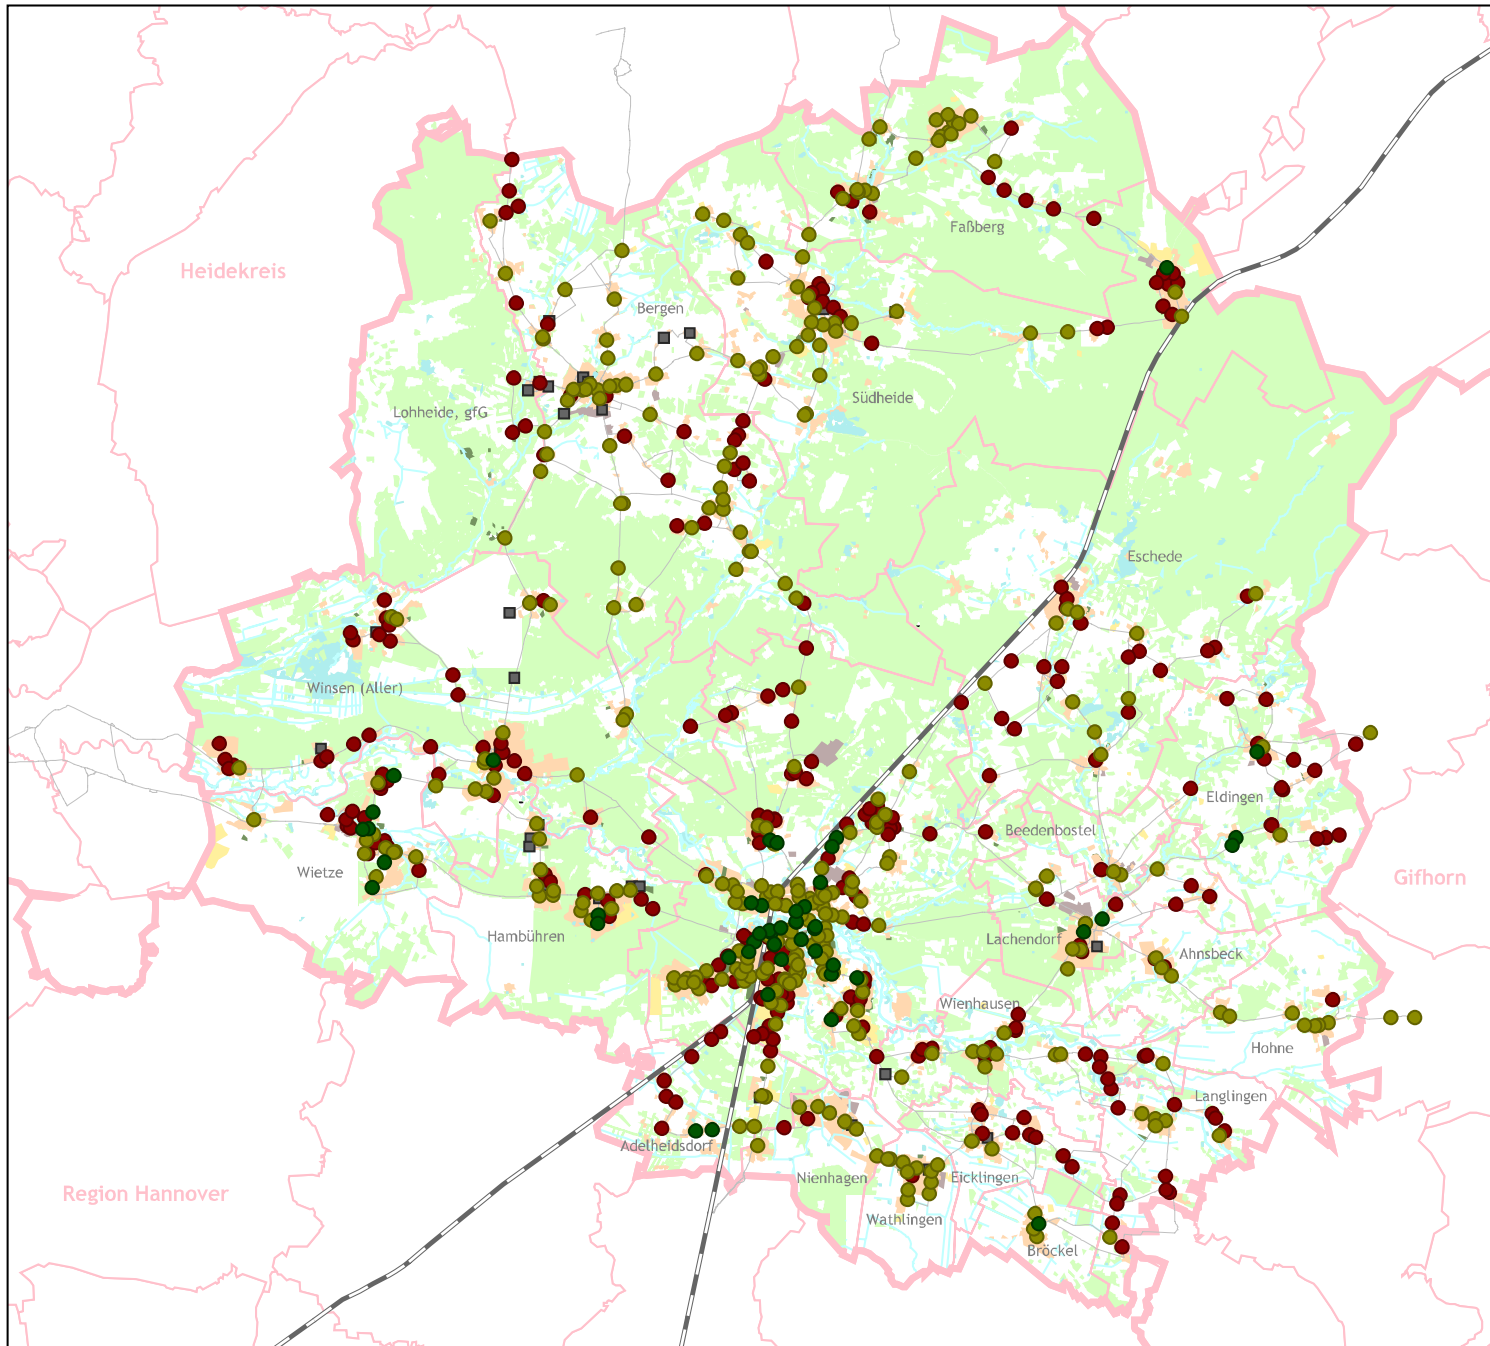 Faßberg
Heidekreis
Bergen
Südheide
Lohheide, gfG
Eschede
Winsen (Aller)
Eldingen
Beedenbostel
Wietze
Gifhorn
Hambühren
Lachendorf
Ahnsbeck
Wienhausen
Hohne
Langlingen
Adelheidsdorf
Nienhagen
Eicklingen
Region Hannover
Wathlingen
Bröckel